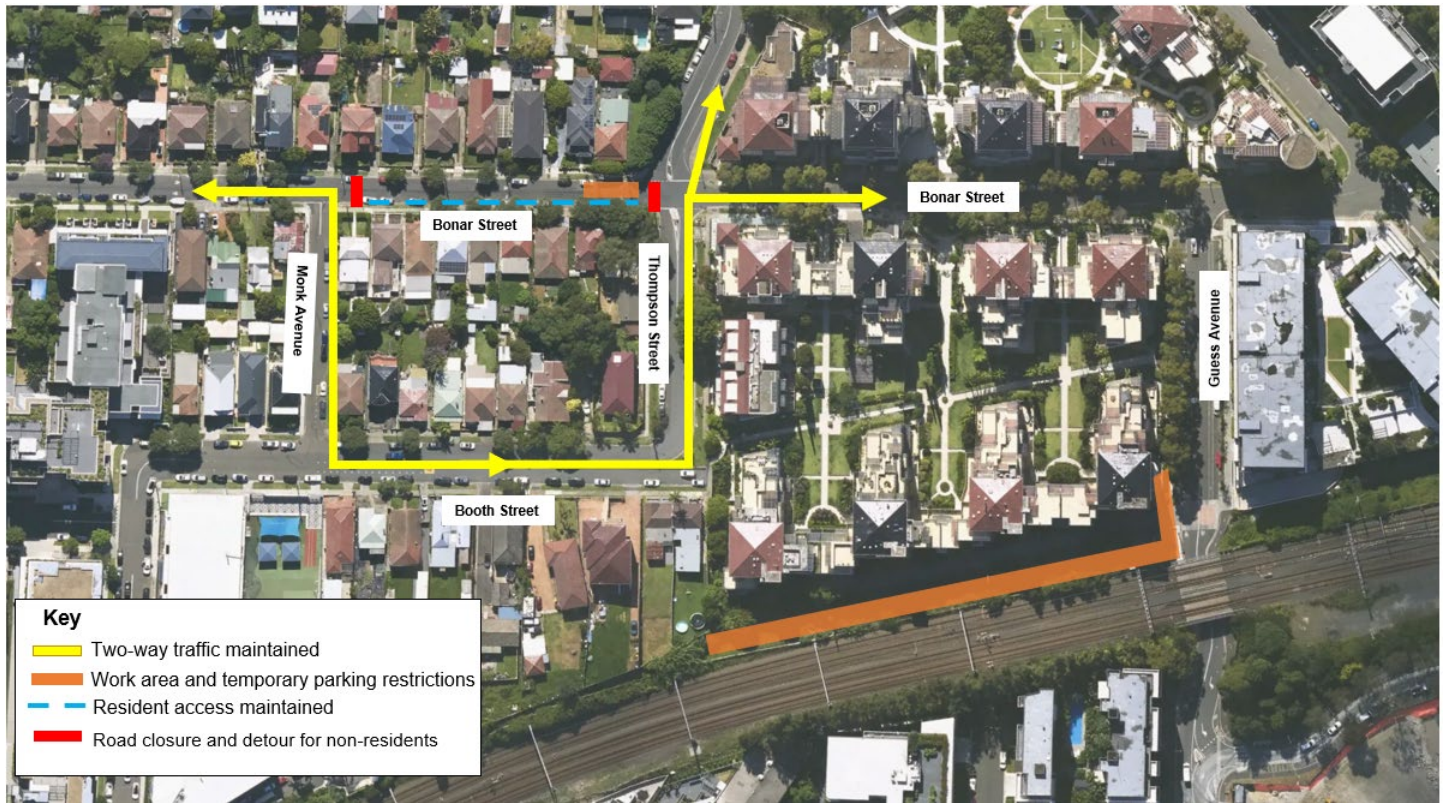 Bonar Street
Bonar Street
Monk Avenue
Thompson Street
Guess Avenue
Booth Street
Key
Two-way traffic maintained
Work area and temporary parking restrictions
Resident access maintained
Road closure and detour for non-residents